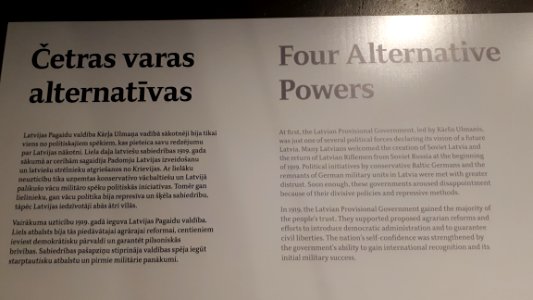 Četras varas
alternatīvas
Latvijas Pagaidu valdība Kārļa Ulmaņa vadībā sākotnēji bija tikai
viens no politiskajiem spēkiem, kas pieteica savu redzējumu
par Latvijas nākotni. Liela daļa latviešu sabiedrības 1919. gada
sākumā ar cerībām sagaidīja Padomju Latvijas izveidošanu
un latviešu strēlnieku atgriešanos no Krievijas. Ar lielāku
neuzticību tika uzņemtas konservatīvo vācbaltiešu un Latvijā
palikušo vācu militāro spēku politiskās iniciatīvas. Tomēr gan
lielinieku, gan vācu politika bija represīva un šķēla sabiedrību,
tāpēc Latvijas iedzīvotāji abās ātri vīlās.
Vairākuma uzticību 1919. gadā ieguva Latvijas Pagaidu valdība.
Liels atbalsts bija tās piedāvātajai agrārajai reformai, centieniem
ieviest demokrātisku pārvaldi un garantēt pilsoniskās
brīvības. Sabiedrības pašapziņu stiprināja valdības spēja iegūt
starptautisku atbalstu un pirmie militārie panākumi.
Four Alternative
Powers
At first, the Latvian Provisional Government, led by Kārlis Ulmanis,
was just one of several political forces declaring its vision of a future
Latvia. Many Latvians welcomed the creation of Soviet Latvia and
the return of Latvian Riflemen from Soviet Russia at the beginning
of 1919. Political initiatives by conservative Baltic Germans and the
remnants of German military units in Latvia were met with greater
distrust. Soon enough, these governments aroused disappointment
because of their divisive policies and repressive methods.
In 1919, the Latvian Provisional Government gained the majority of
the people's trust. They supported proposed agrarian reforms and
efforts to introduce democratic administration and to guarantee
civil liberties. The nation's self-confidence was strengthened by
the government's ability to gain international recognition and its
initial military success.